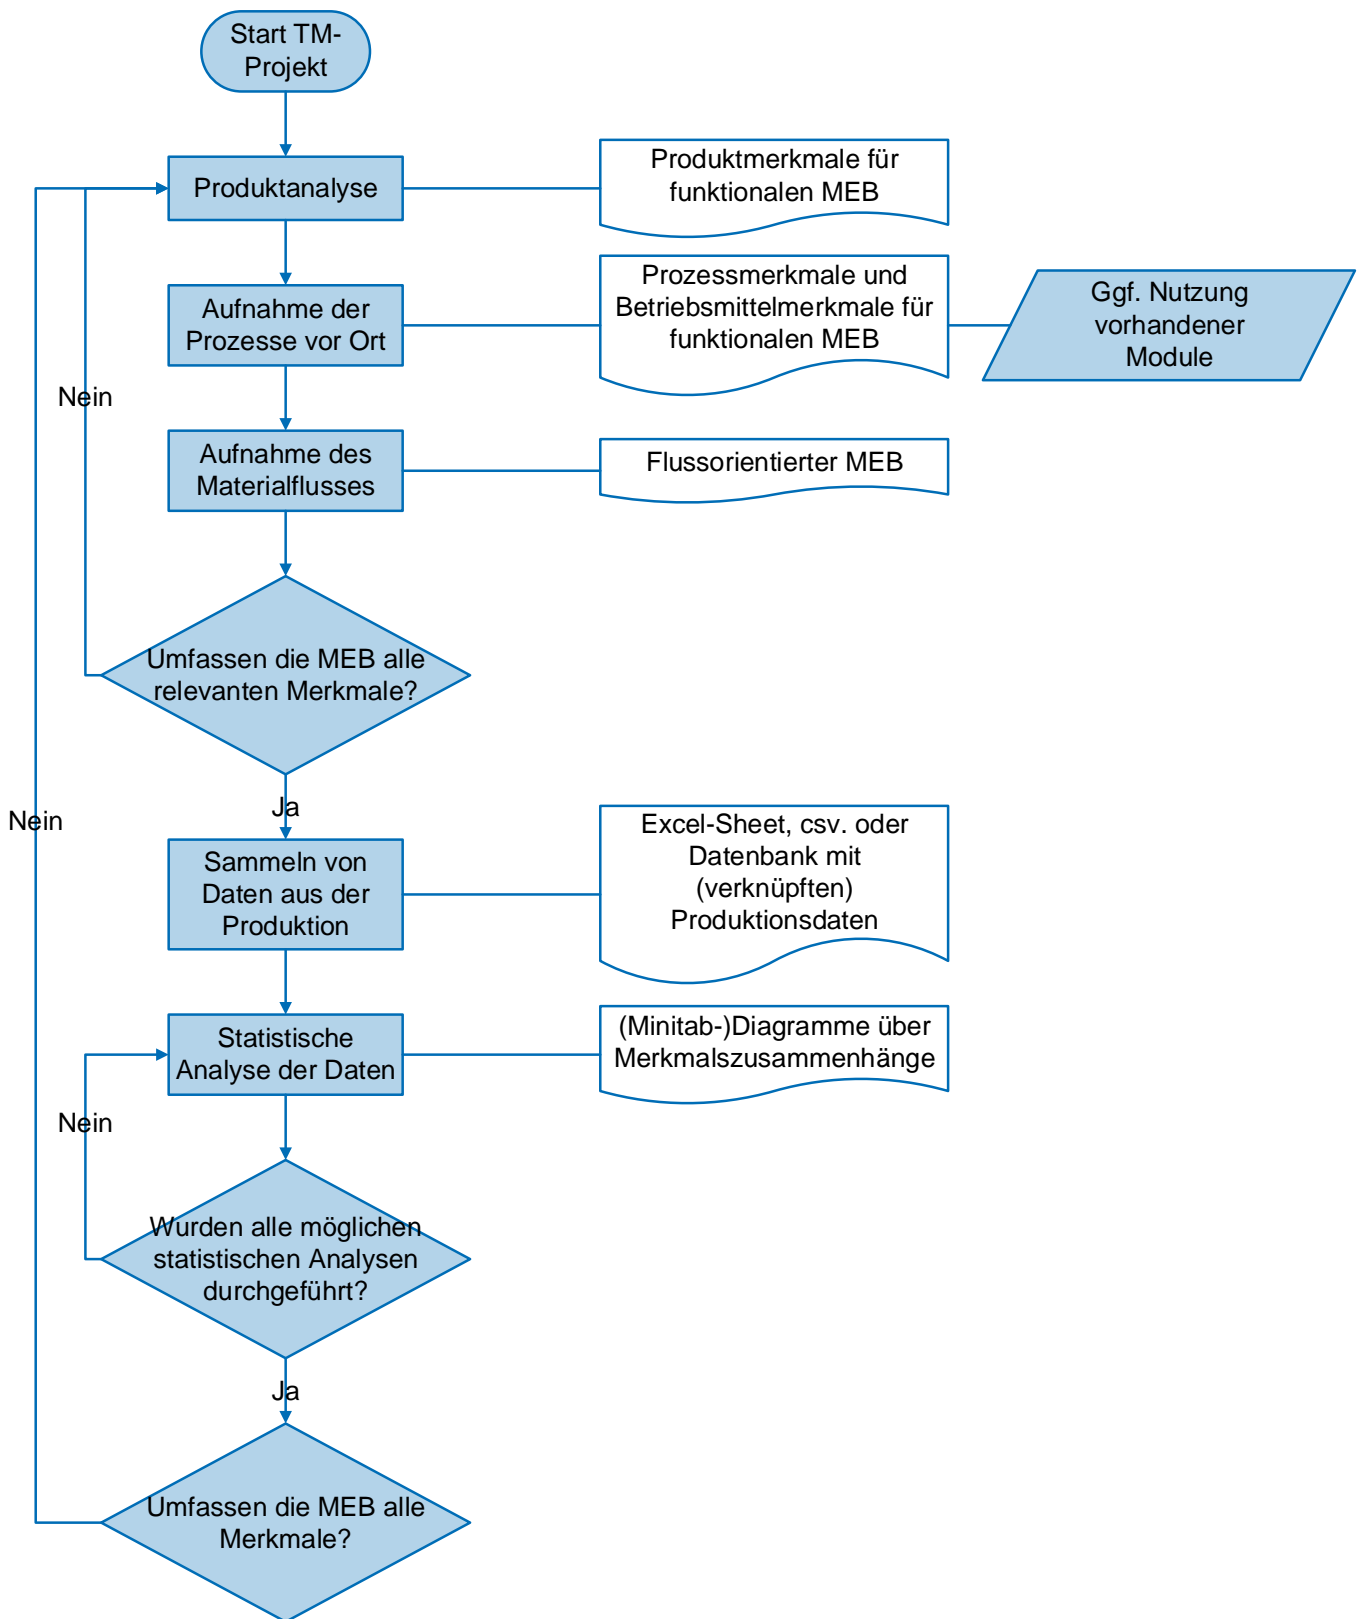 Start TM-
Projekt
Produktanalyse
Produktmerkmale für
funktionalen MEB
Aufnahme der
Prozesse vor Ort
Prozessmerkmale und
Betriebsmittelmerkmale für
funktionalen MEB
Ggf. Nutzung
vorhandener
Module
Nein
Aufnahme des
Materialflusses
Flussorientierter MEB
Umfassen die MEB alle
relevanten Merkmale?
Ja
Nein
Sammeln von
Daten aus der
Produktion
Excel-Sheet, csv. oder
Datenbank mit
(verknüpften)
Produktionsdaten
Statistische
Analyse der Daten
(Minitab-)Diagramme über
Merkmalszusammenhänge
Nein
Wurden alle möglichen
statistischen Analysen
durchgeführt?
Ja
Umfassen die MEB alle
Merkmale?